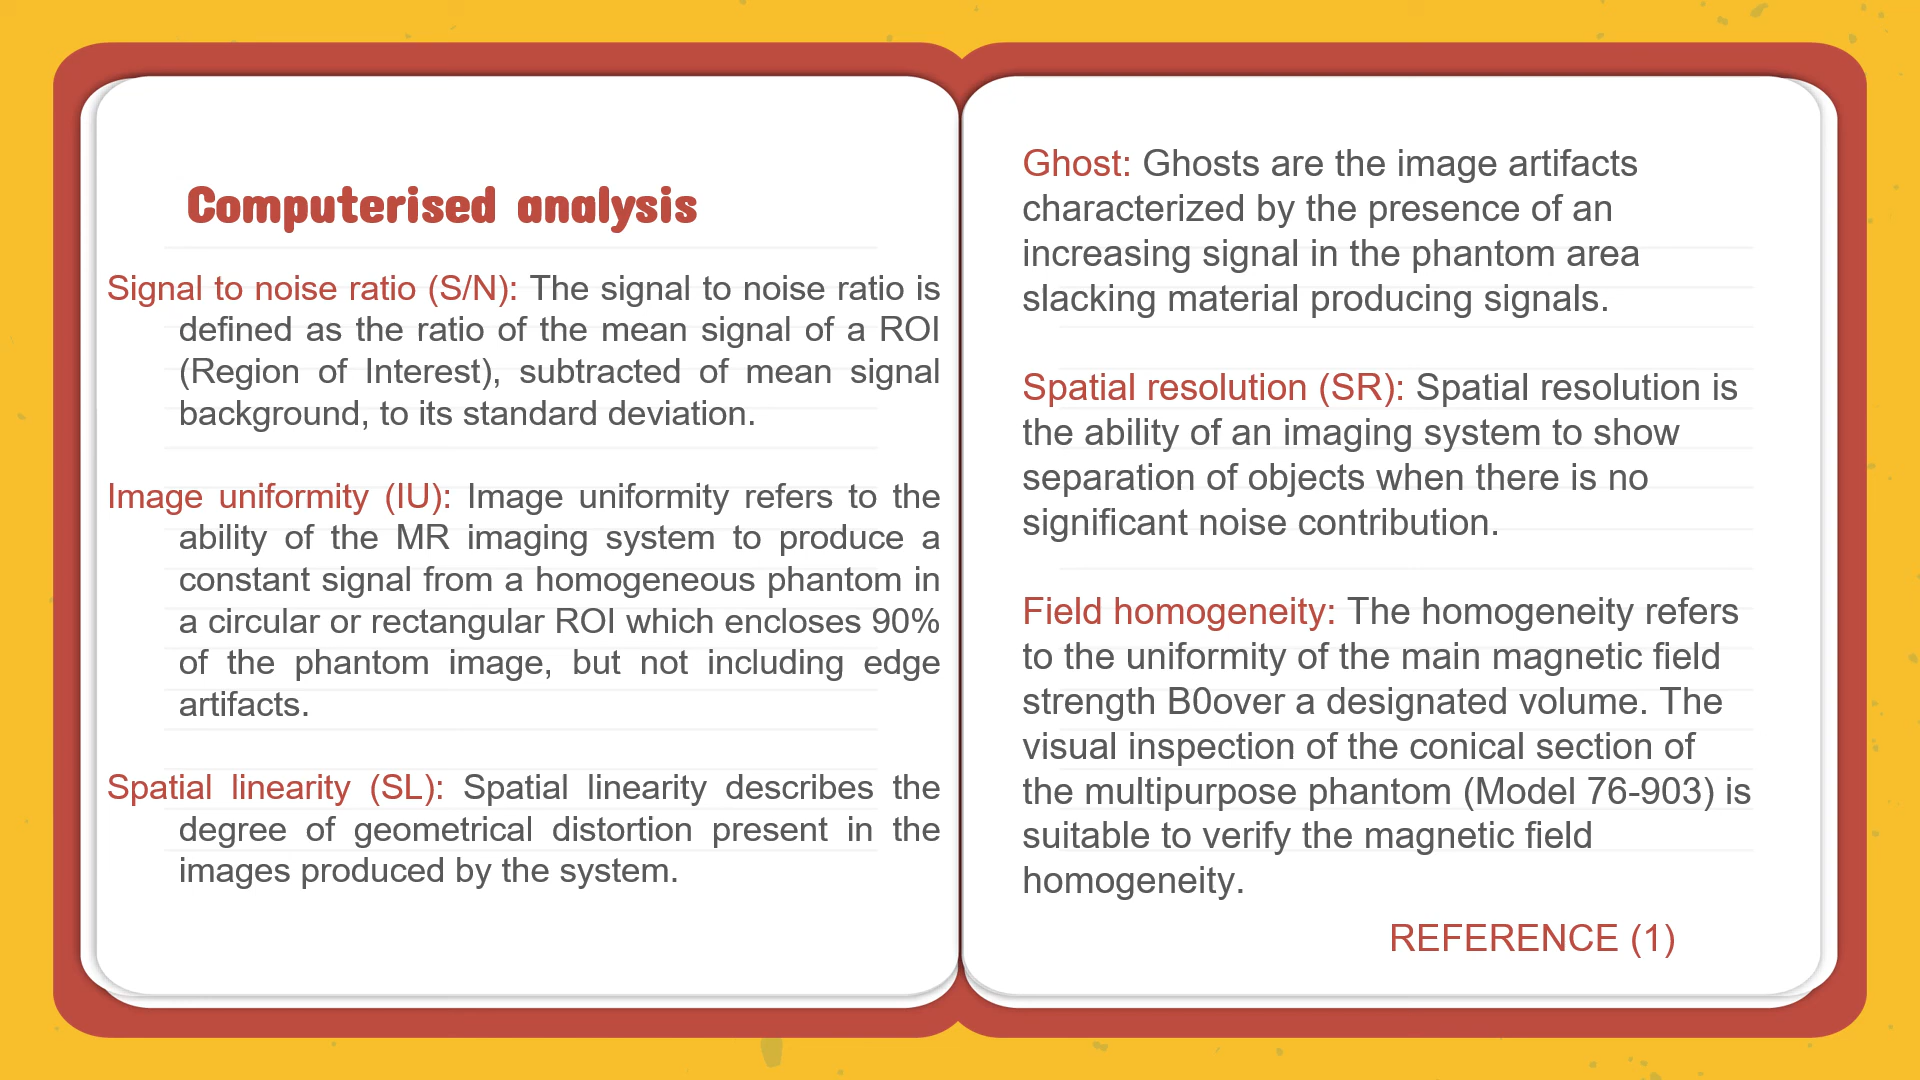 Computerised analysis
Signal to noise ratio (S/N): The signal to noise ratio is
defined as the ratio of the mean signal of a ROI
(Region of Interest), subtracted of mean signal
background, to its standard deviation.
Image uniformity (IU): Image uniformity refers to the
ability of the MR imaging system to produce a
constant signal from a homogeneous phantom in
a circular or rectangular ROI which encloses 90%
of the phantom image, but not including edge
artifacts.
Spatial linearity (SL): Spatial linearity describes the
degree of geometrical distortion present in the
images produced by the system.
Ghost: Ghosts are the image artifacts
characterized by the presence of an
increasing signal in the phantom area
slacking material producing signals.
Spatial resolution (SR): Spatial resolution is
the ability of an imaging system to show
separation of objects when there is no
significant noise contribution.
Field homogeneity: The homogeneity refers
to the uniformity of the main magnetic field
strength B0over a designated volume. The
visual inspection of the conical section of
the multipurpose phantom (Model 76-903) is
suitable to verify the magnetic field
homogeneity.
REFERENCE (1)